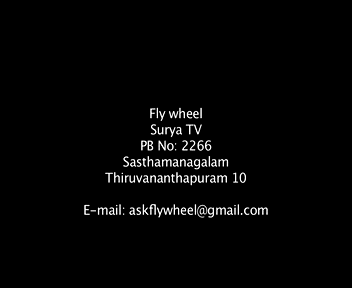 Fly wheel
Surya TV
PB No: 2266
Sasthamanagalam
Thiruvananthapuram 10
E-mail: askflywheel@gmail.com